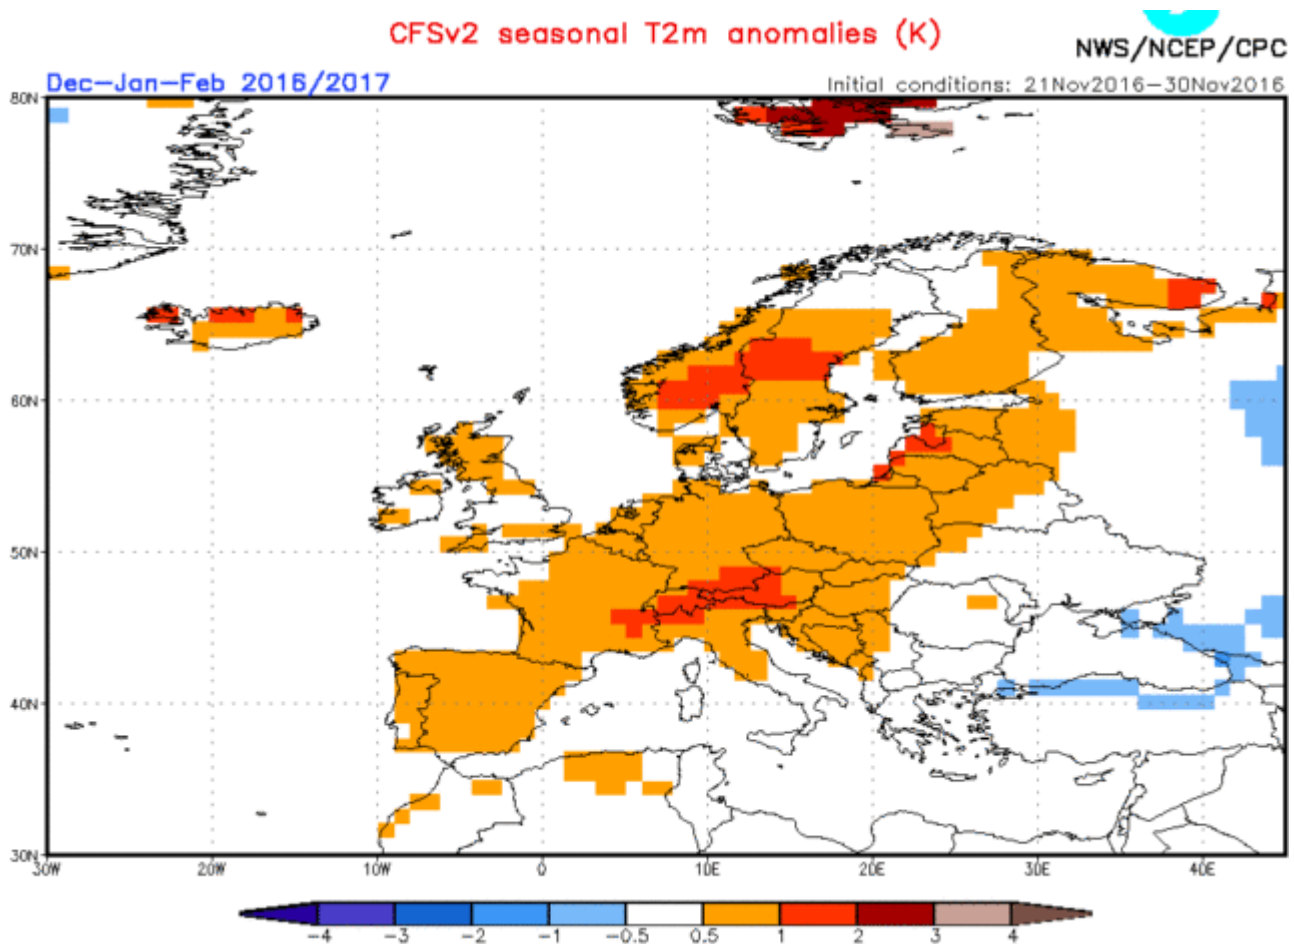 CFSv2 seasonal T2m anomalies (K)
NWS/NCEP/CPC
Dec-Jan-Feb 2016/2017
Initial conditions: 21Nov2016-30Nov2016
80N
70N
60N
50N
40N
30N
30W 20W 10W 0 10E 20E 30E 40E
-4 -3 -2 -1 -0.5 0.5 1 2 3 4